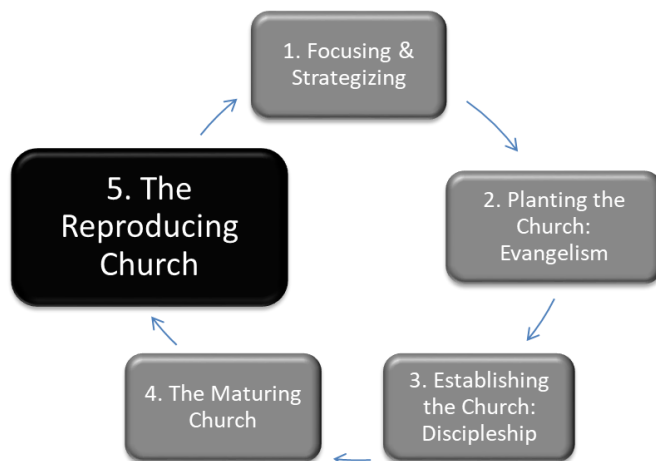 1. Focusing &
Strategizing
2. Planting the
Church:
Evangelism
3. Establishing
the Church:
Discipleship
4. The Maturing
Church
5. The
Reproducing
Church